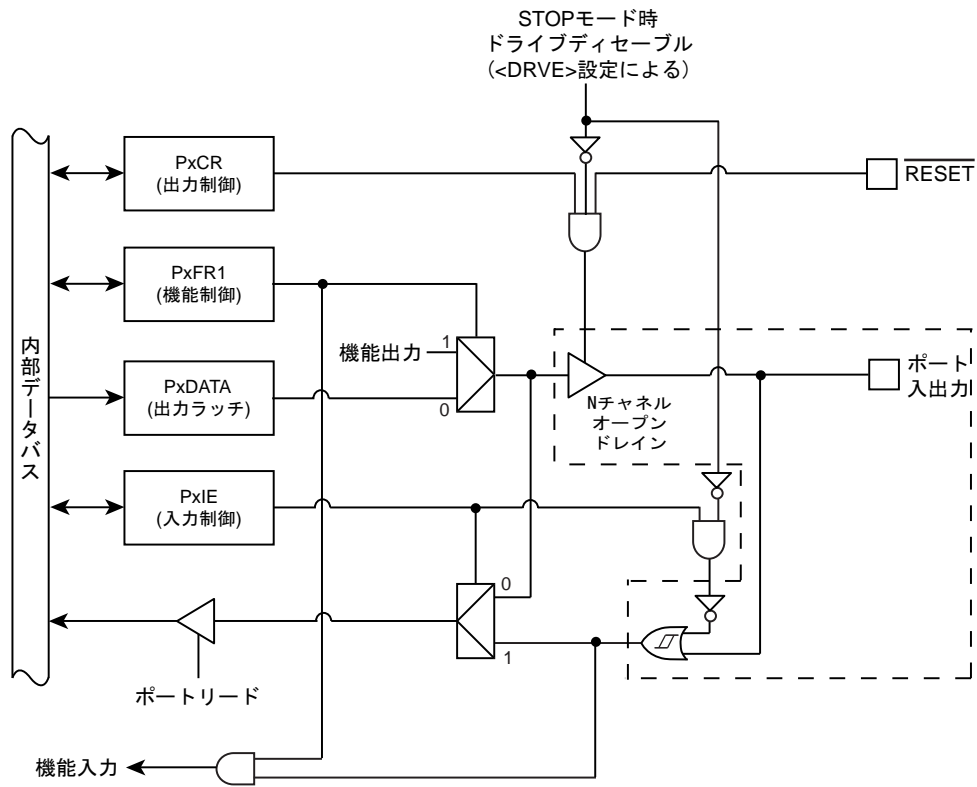 STOPモード時
ドライブディセーブル
(<DRVE>設定による)
PxCR
(出力制御)
RESET
PxFR1
(機能制御)
機能出力
1
0
PxDATA
(出力ラッチ)
Nチャネル
オープン
ドレイン
ポート
入出力
内部データバス
PxIE
(入力制御)
0
1
ポートリード
機能入力